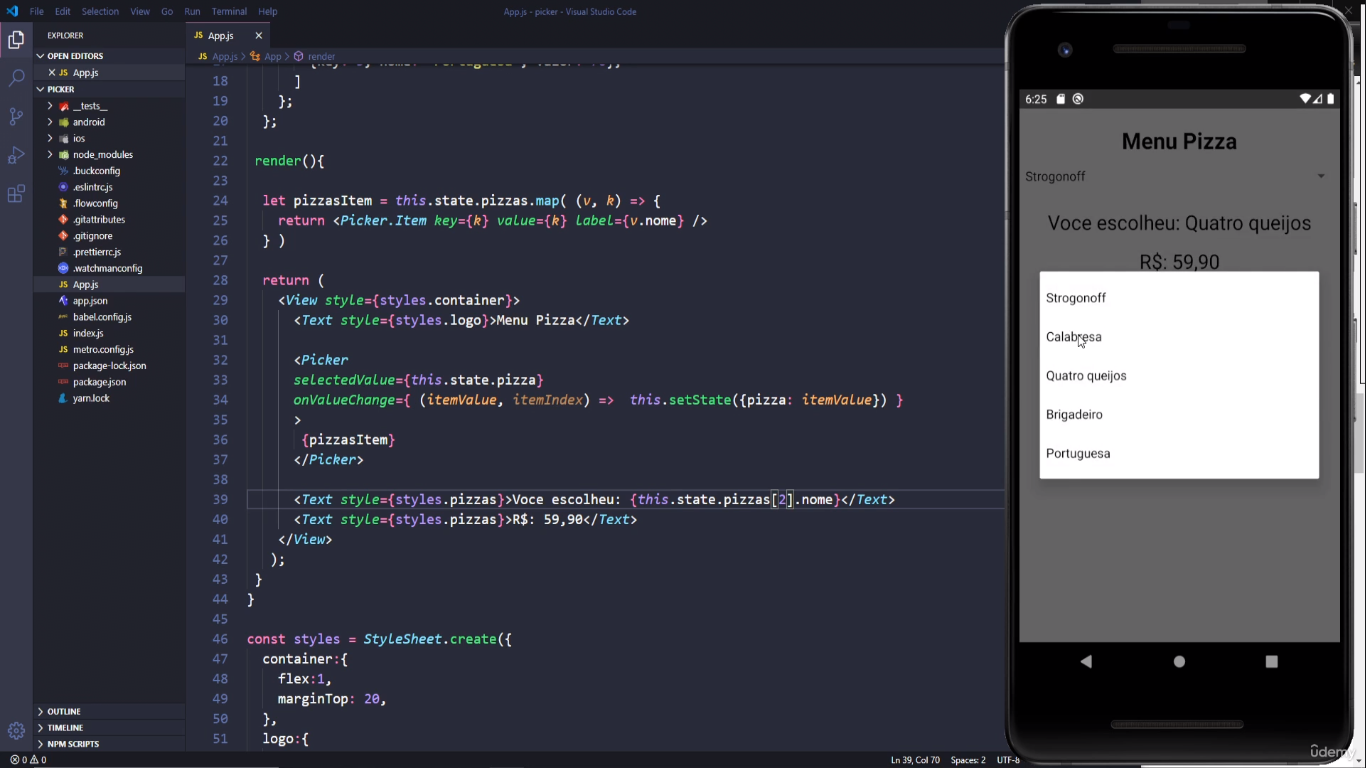 File Edit Selection View Go Run Terminal Help
App.js - picker - Visual Studio Code
EXPLORER
OPEN EDITORS
JS App.js
PICKER
__tests__
android
ios
node_modules
.buckconfig
.eslintrc.js
.flowconfig
.gitattributes
.gitignore
.prettierrc.js
.watchmanconfig
JS App.js
app.json
babel.config.js
JS index.js
JS metro.config.js
package-lock.json
package.json
yarn.lock
OUTLINE
TIMELINE
NPM SCRIPTS
0 0
JS App.js
JS App.js > App > render
18 ]
19 };
20 };
21
22 render(){
23
24 let pizzasItem = this.state.pizzas.map( (v, k) => {
25 return <Picker.Item key={k} value={k} label={v.nome} />
26 } )
27
28 return (
29 <View style={styles.container}>
30 <Text style={styles.logo}>Menu Pizza</Text>
31
32 <Picker
33 selectedValue={this.state.pizza}
34 onValueChange={ (itemValue, itemIndex) => this.setState({pizza: itemValue}) }
35 >
36 {pizzasItem}
37 </Picker>
38
39 <Text style={styles.pizzas}>Voce escolheu: {this.state.pizzas[2].nome}</Text>
40 <Text style={styles.pizzas}>R$: 59,90</Text>
41 </View>
42 );
43 }
44 }
45
46 const styles = StyleSheet.create({
47 container:{
48 flex:1,
49 marginTop: 20,
50 },
51 logo:{
Ln 39, Col 70 Spaces: 2 UTF-8
6:25
Menu Pizza
Strogonoff
Voce escolheu: Quatro queijos
R$: 59,90
Strogonoff
Calabresa
Quatro queijos
Brigadeiro
Portuguesa
ûdemy